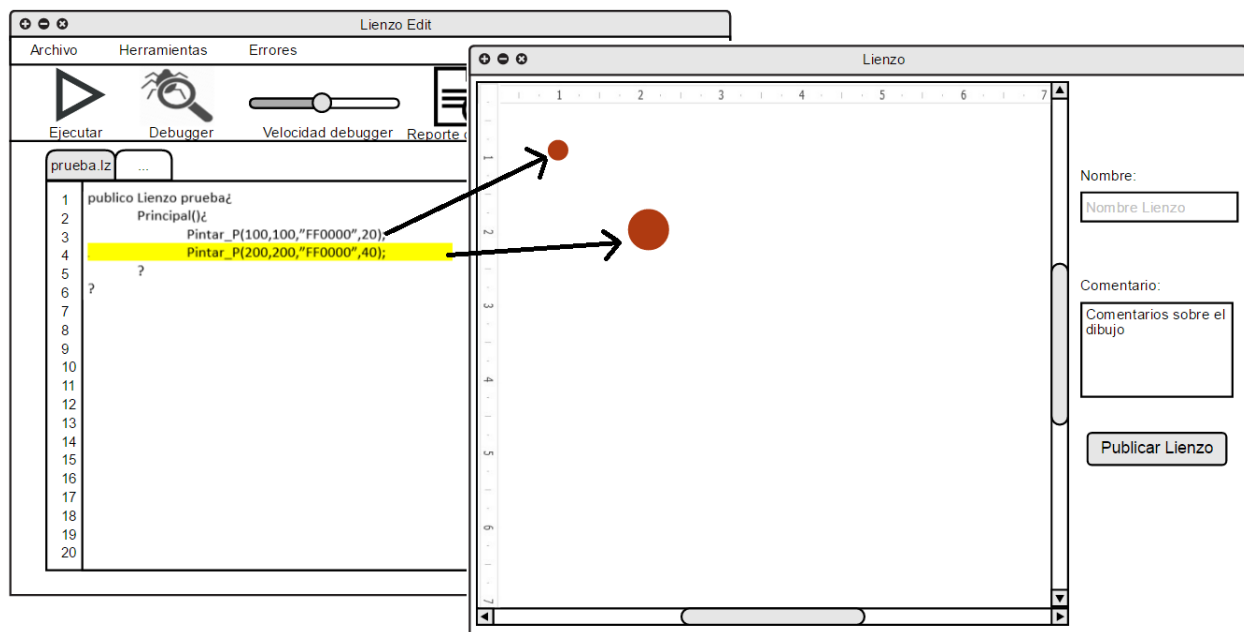 Lienzo Edit
Archivo Herramientas Errores
Ejecutar Debugger Velocidad debugger Reporte
prueba.lz ...
1 publico Lienzo prueba¿
2 Principal()¿
3 Pintar_P(100,100,"FF0000",20);
4 Pintar_P(200,200,"FF0000",40);
5 ?
6 ?
7
8
9
10
11
12
13
14
15
16
17
18
19
20
Lienzo
1 2 3 4 5 6 7
1
2
3
4
5
6
7
Nombre:
Nombre Lienzo
Comentario:
Comentarios sobre el
dibujo
Publicar Lienzo